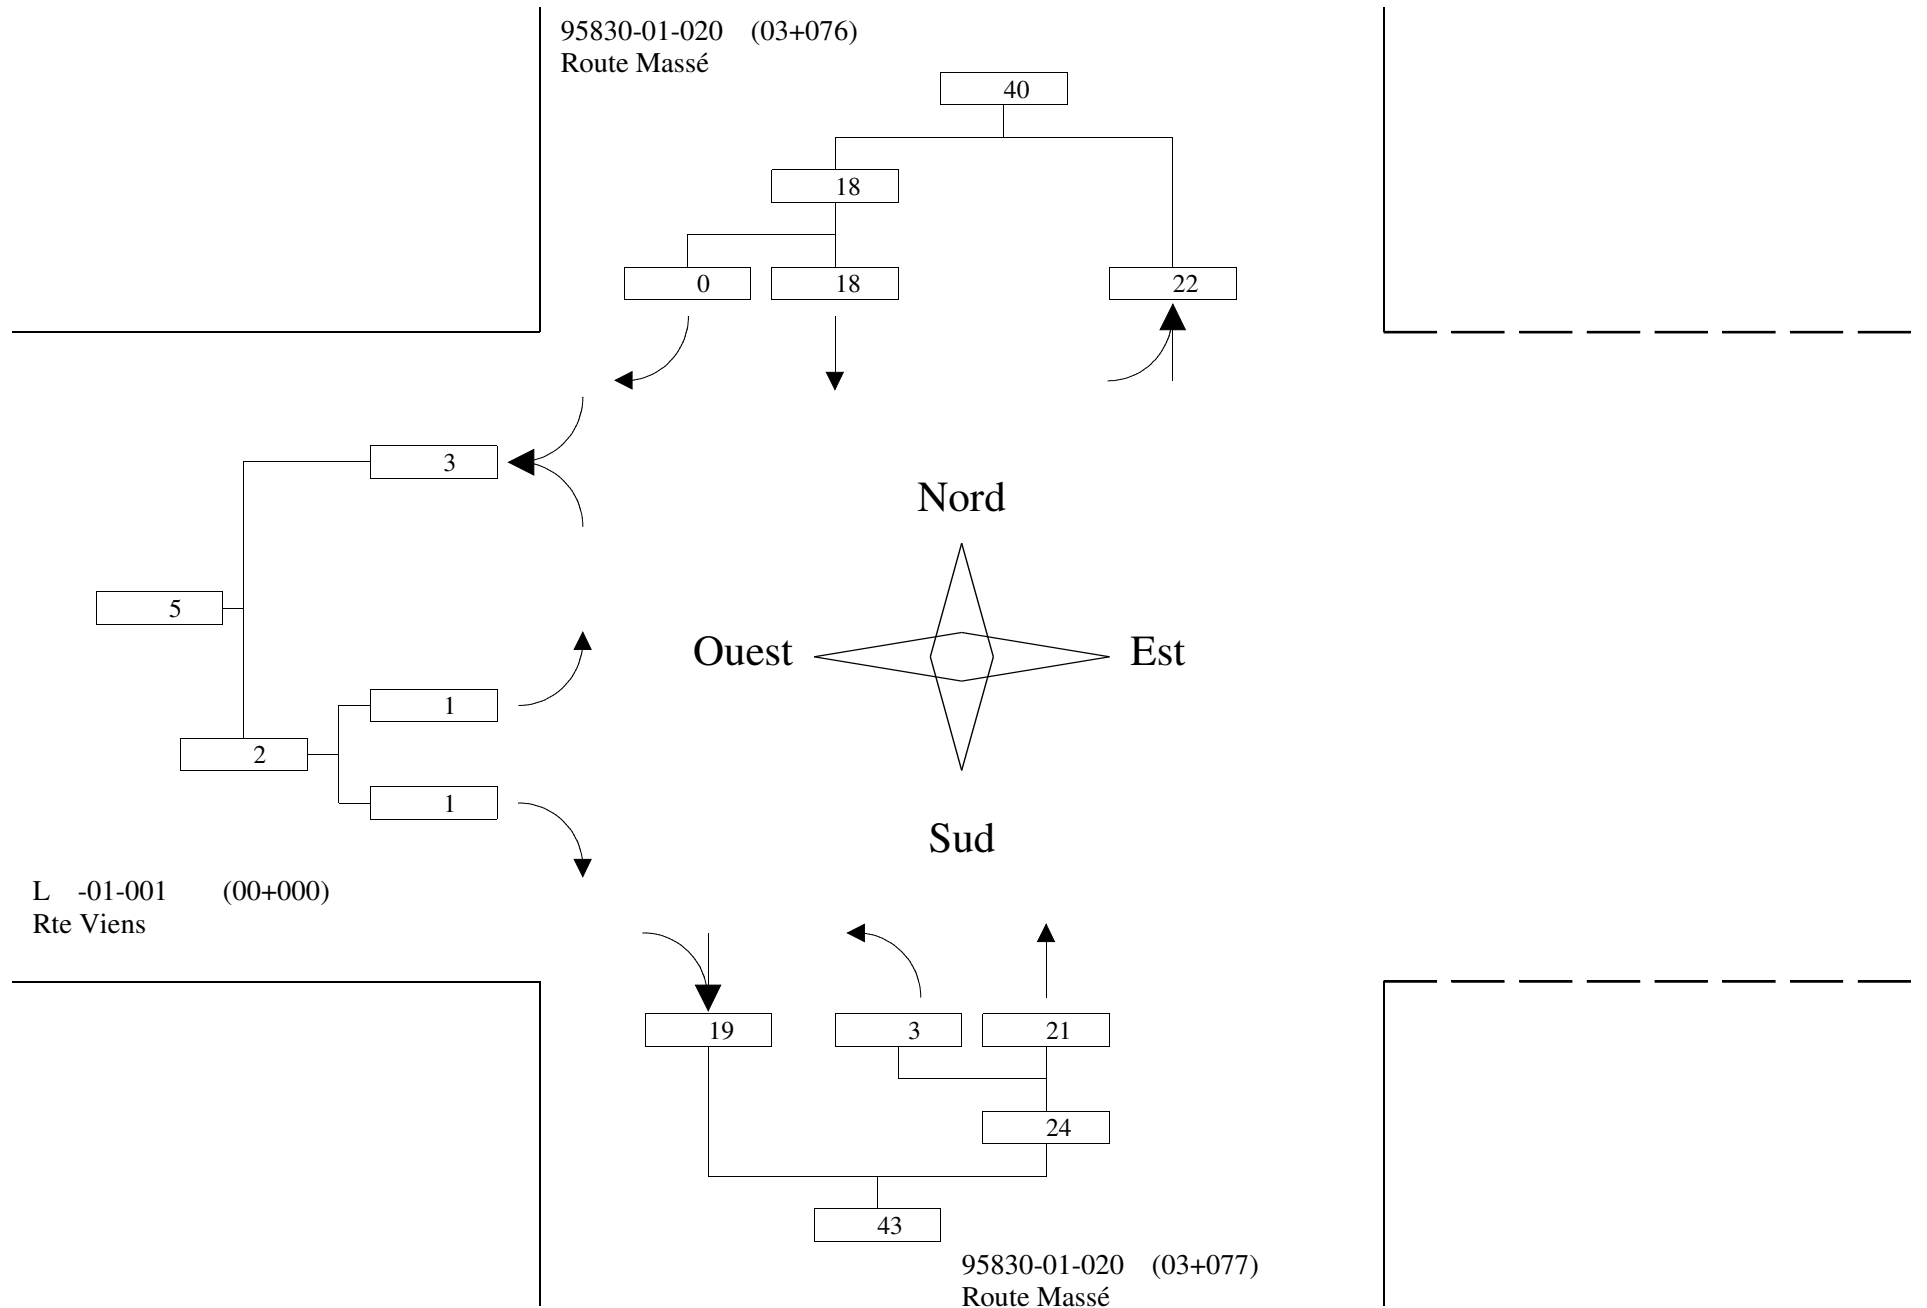 95830-01-020 (03+076)
Route Massé
40
18
0 18 22
3
Nord
5
Ouest Est
1
2
1
Sud
L -01-001 (00+000)
Rte Viens
19 3 21
24
43
95830-01-020 (03+077)
Route Massé